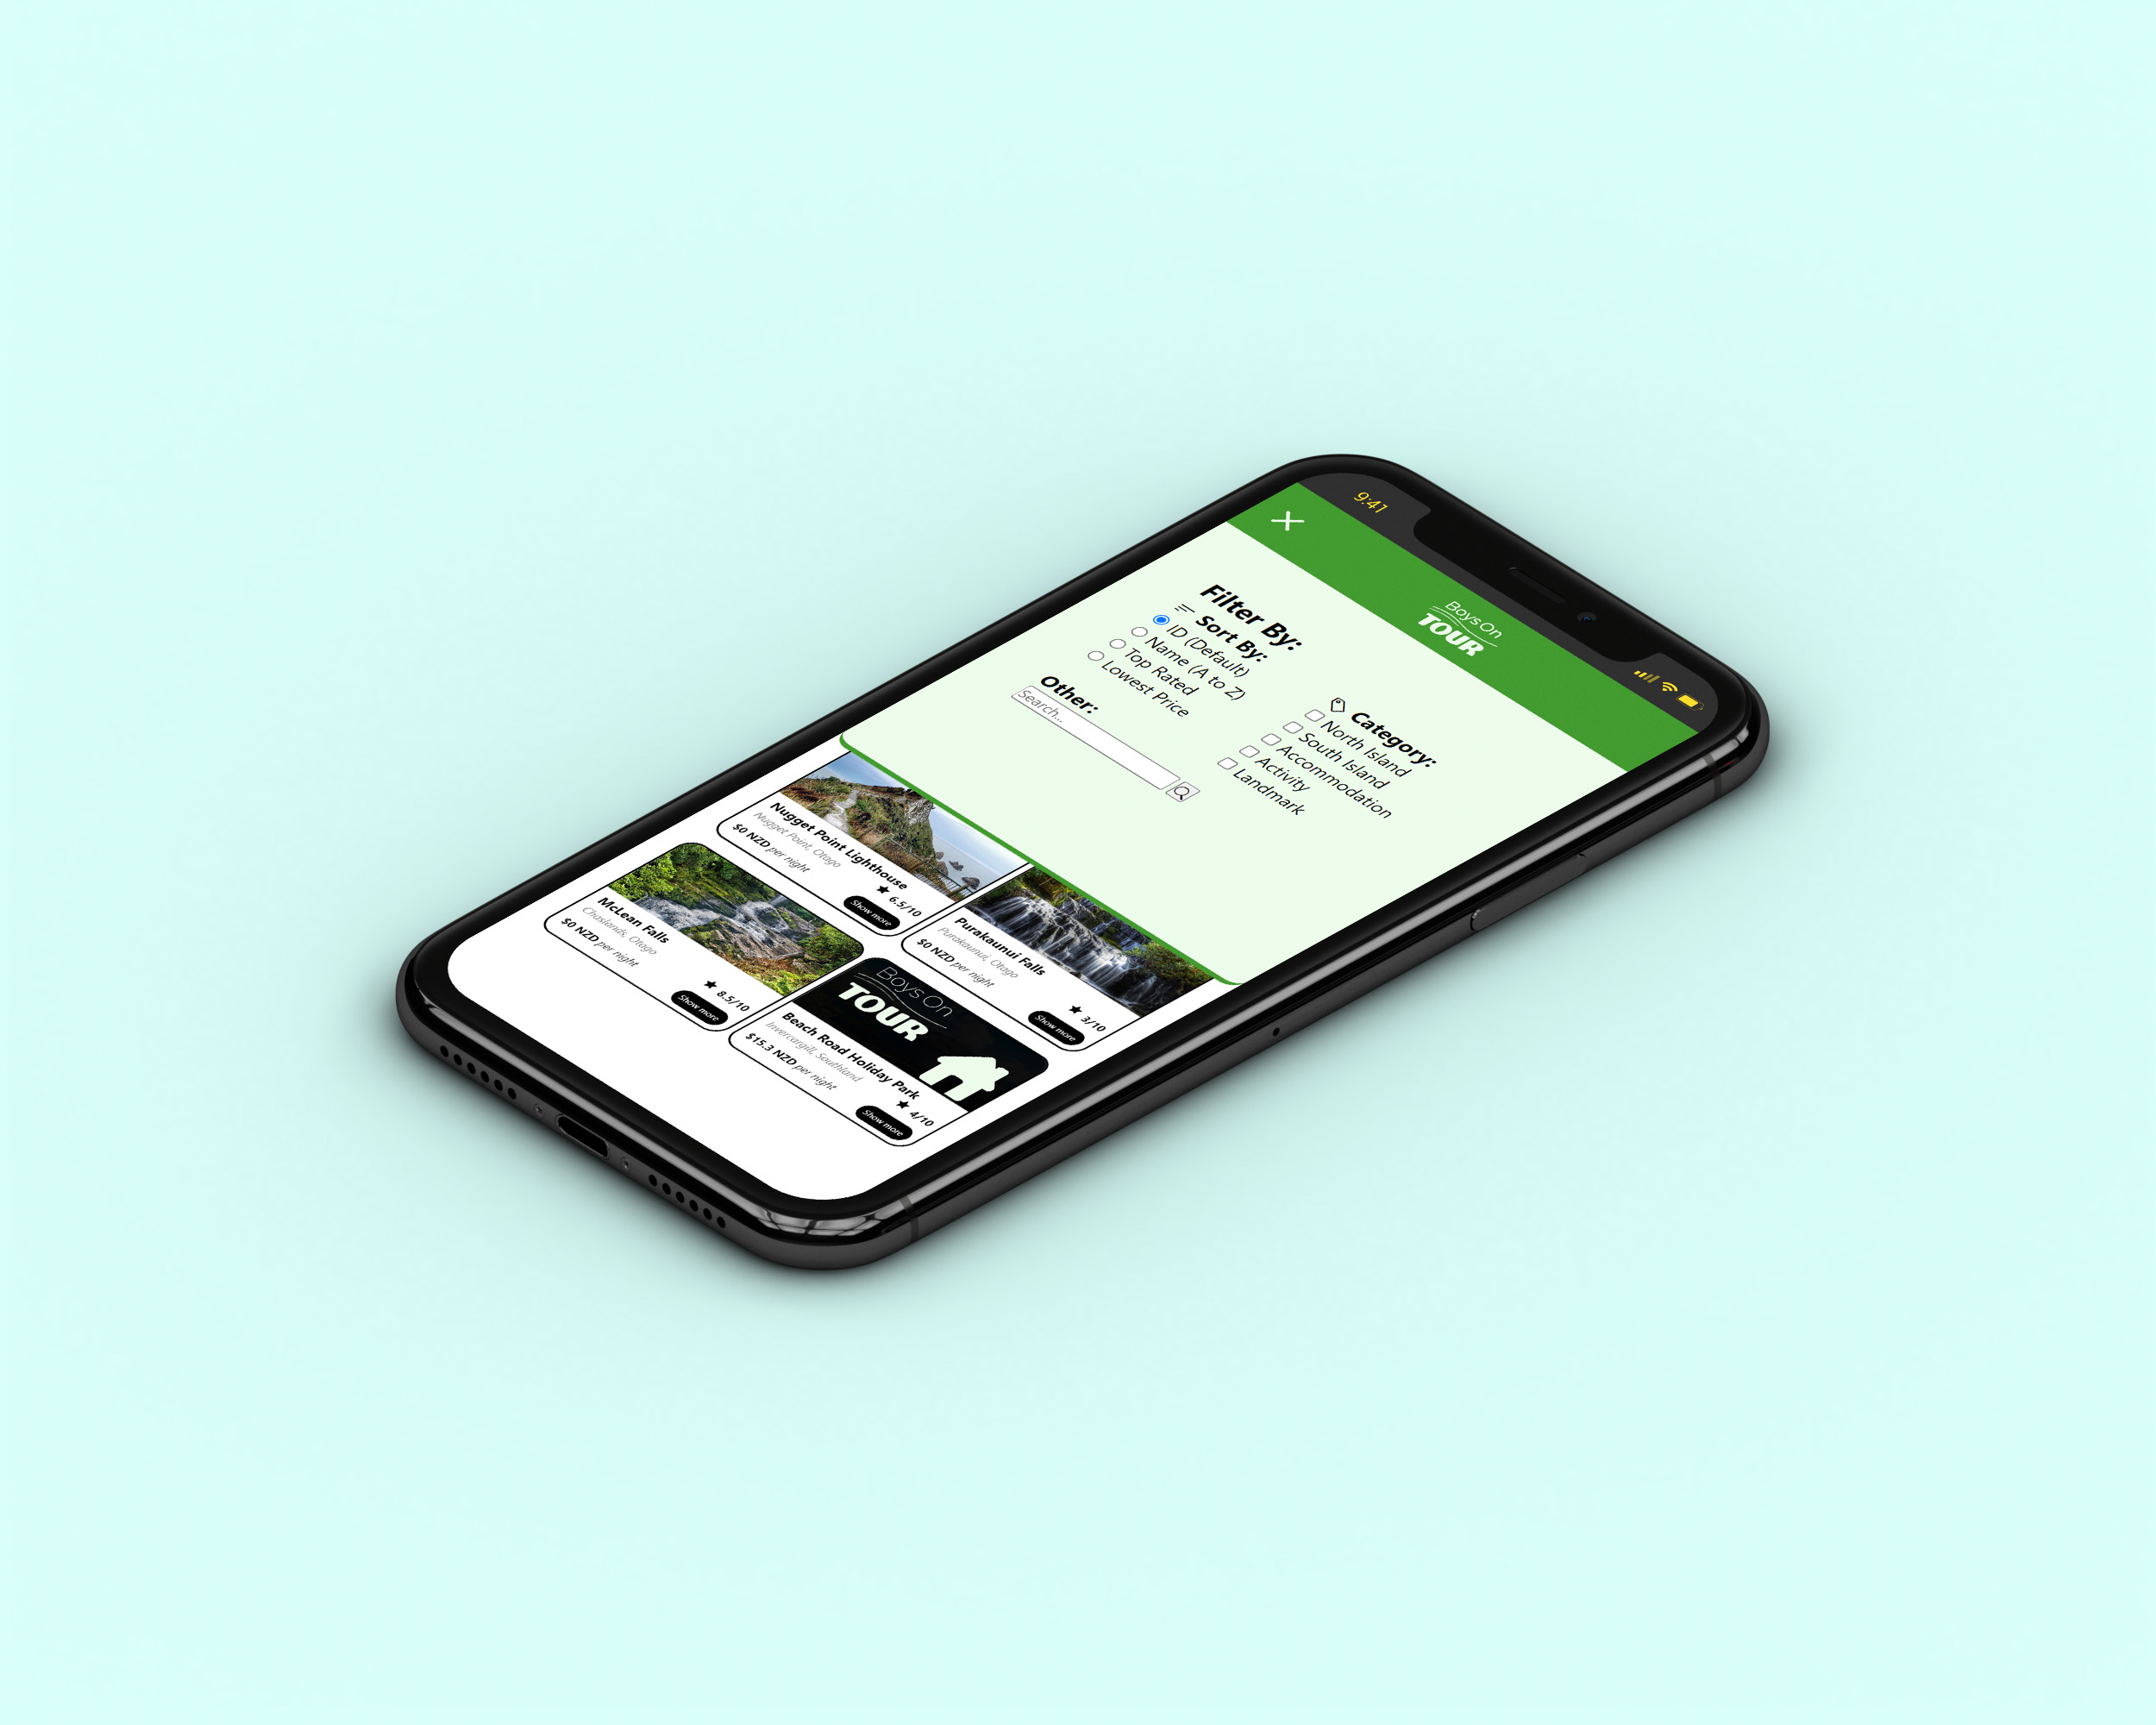 9:41
Boys On
TOUR
Filter By:
Sort By:
ID (Default)
Name (A to Z)
Top Rated
Lowest Price
Category:
North Island
South Island
Accommodation
Activity
Landmark
Other:
Search...
Nugget Point Lighthouse
Nugget Point, Otago
$0 NZD per night
6.5/10
Show more
Purakaunui Falls
Purakaunui, Otago
$0 NZD per night
3/10
Show more
McLean Falls
Chaslands, Otago
$0 NZD per night
8.5/10
Show more
Boys On
TOUR
Beach Road Holiday Park
Invercargill, Southland
$15.3 NZD per night
4/10
Show more